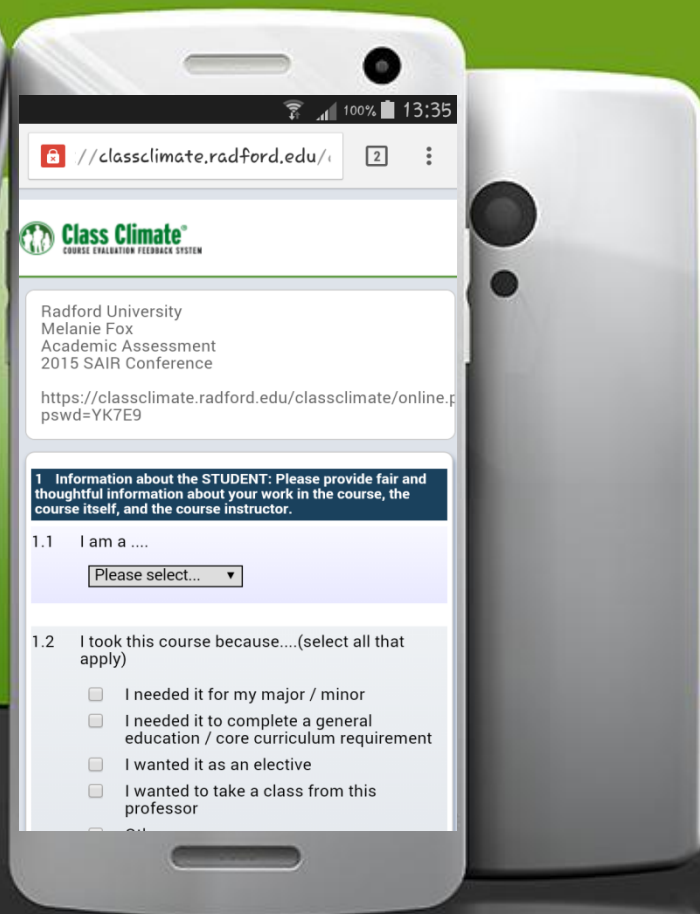 100% 13:35
//classclimate.radford.edu/
2
Class Climate®
COURSE EVALUATION FEEDBACK SYSTEM
Radford University
Melanie Fox
Academic Assessment
2015 SAIR Conference
https://classclimate.radford.edu/classclimate/online.p
pswd=YK7E9
1 Information about the STUDENT: Please provide fair and
thoughtful information about your work in the course, the
course itself, and the course instructor.
1.1 I am a ....
Please select...
1.2 I took this course because....(select all that
apply)
I needed it for my major / minor
I needed it to complete a general
education / core curriculum requirement
I wanted it as an elective
I wanted to take a class from this
professor